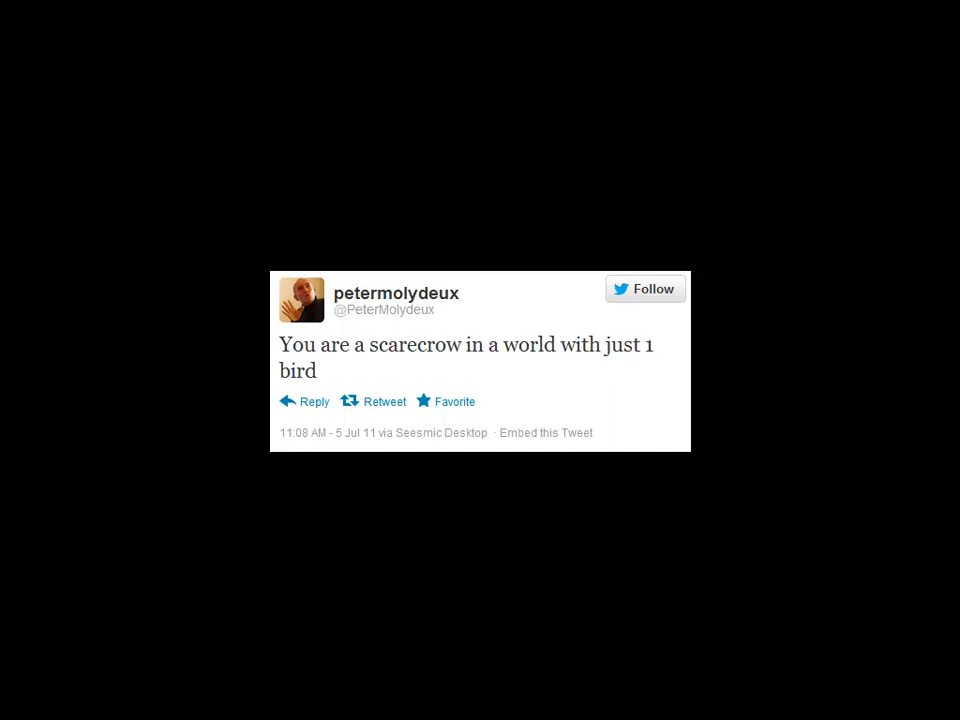 petermolydeux
Follow
@PeterMolydeux
You are a scarecrow in a world with just 1
bird
Reply Retweet Favorite
11:08 AM - 5 Jul 11 via Seesmic Desktop · Embed this Tweet